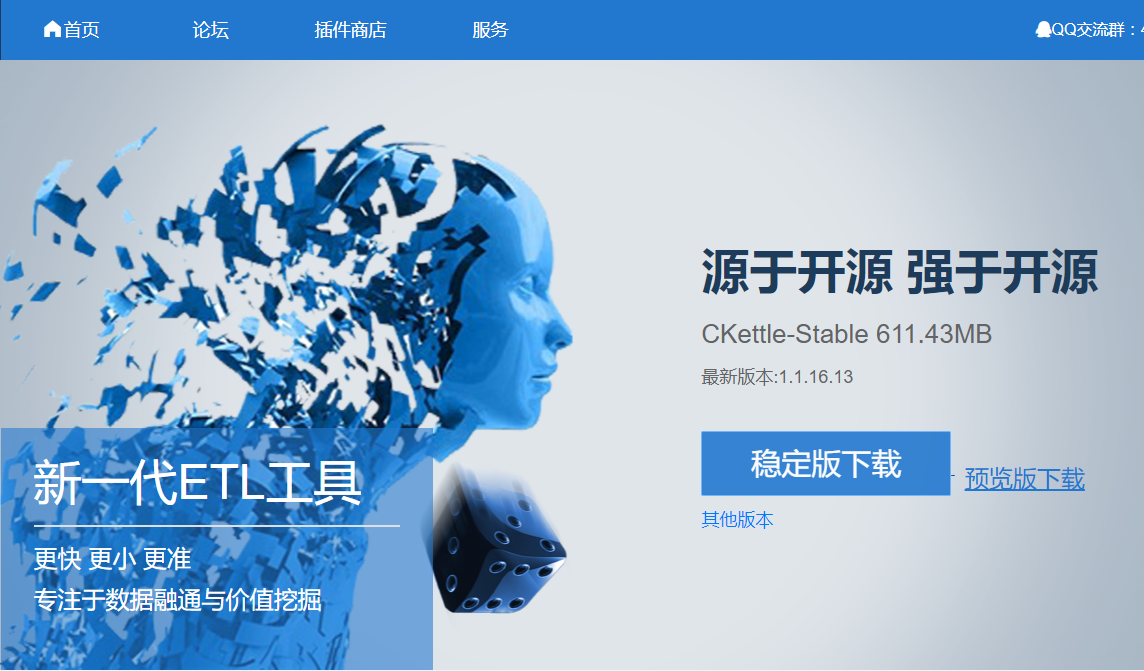 首页 论坛 插件商店 服务 QQ交流群：
源于开源 强于开源
CKettle-Stable 611.43MB
最新版本:1.1.16.13
稳定版下载 预览版下载
其他版本
新一代ETL工具
更快 更小 更准
专注于数据融通与价值挖掘